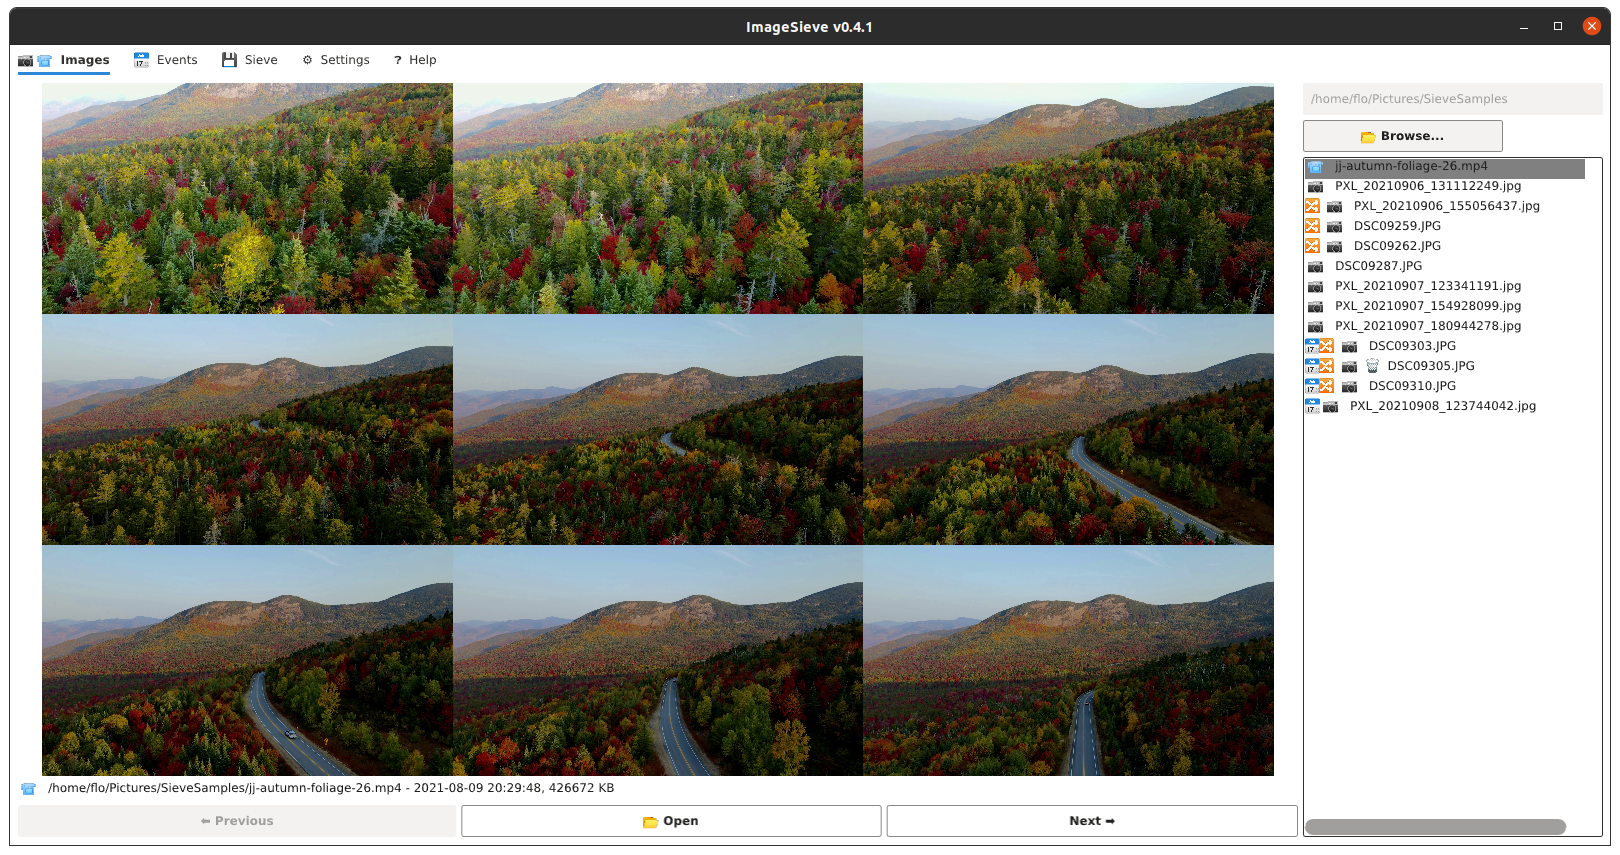 ImageSieve v0.4.1
Images Events Sieve Settings ? Help
/home/flo/Pictures/SieveSamples
Browse...
jj-autumn-foliage-26.mp4
PXL_20210906_131112249.jpg
PXL_20210906_155056437.jpg
DSC09259.JPG
DSC09262.JPG
DSC09287.JPG
PXL_20210907_123341191.jpg
PXL_20210907_154928099.jpg
PXL_20210907_180944278.jpg
DSC09303.JPG
DSC09305.JPG
DSC09310.JPG
PXL_20210908_123744042.jpg
/home/flo/Pictures/SieveSamples/jj-autumn-foliage-26.mp4 - 2021-08-09 20:29:48, 426672 KB
⬅ Previous
Open
Next ➡